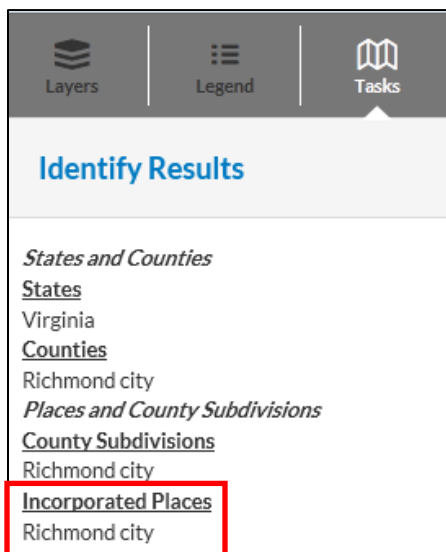 Layers Legend Tasks
Identify Results
States and Counties
States
Virginia
Counties
Richmond city
Places and County Subdivisions
County Subdivisions
Richmond city
Incorporated Places
Richmond city